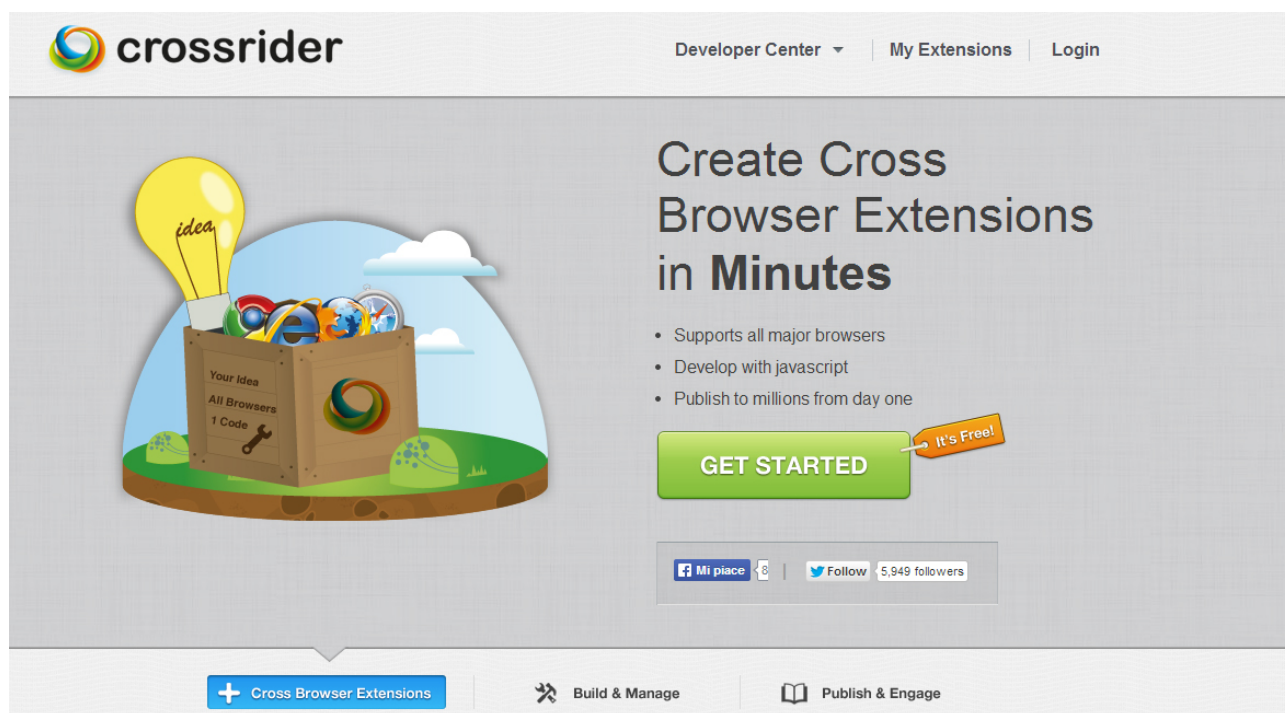 crossrider
Developer Center
My Extensions
Login
idea
Your Idea
All Browsers
1 Code
Create Cross
Browser Extensions
in Minutes
Supports all major browsers
Develop with javascript
Publish to millions from day one
GET STARTED
It's Free!
Mi piace
8
Follow
5,949 followers
Cross Browser Extensions
Build & Manage
Publish & Engage